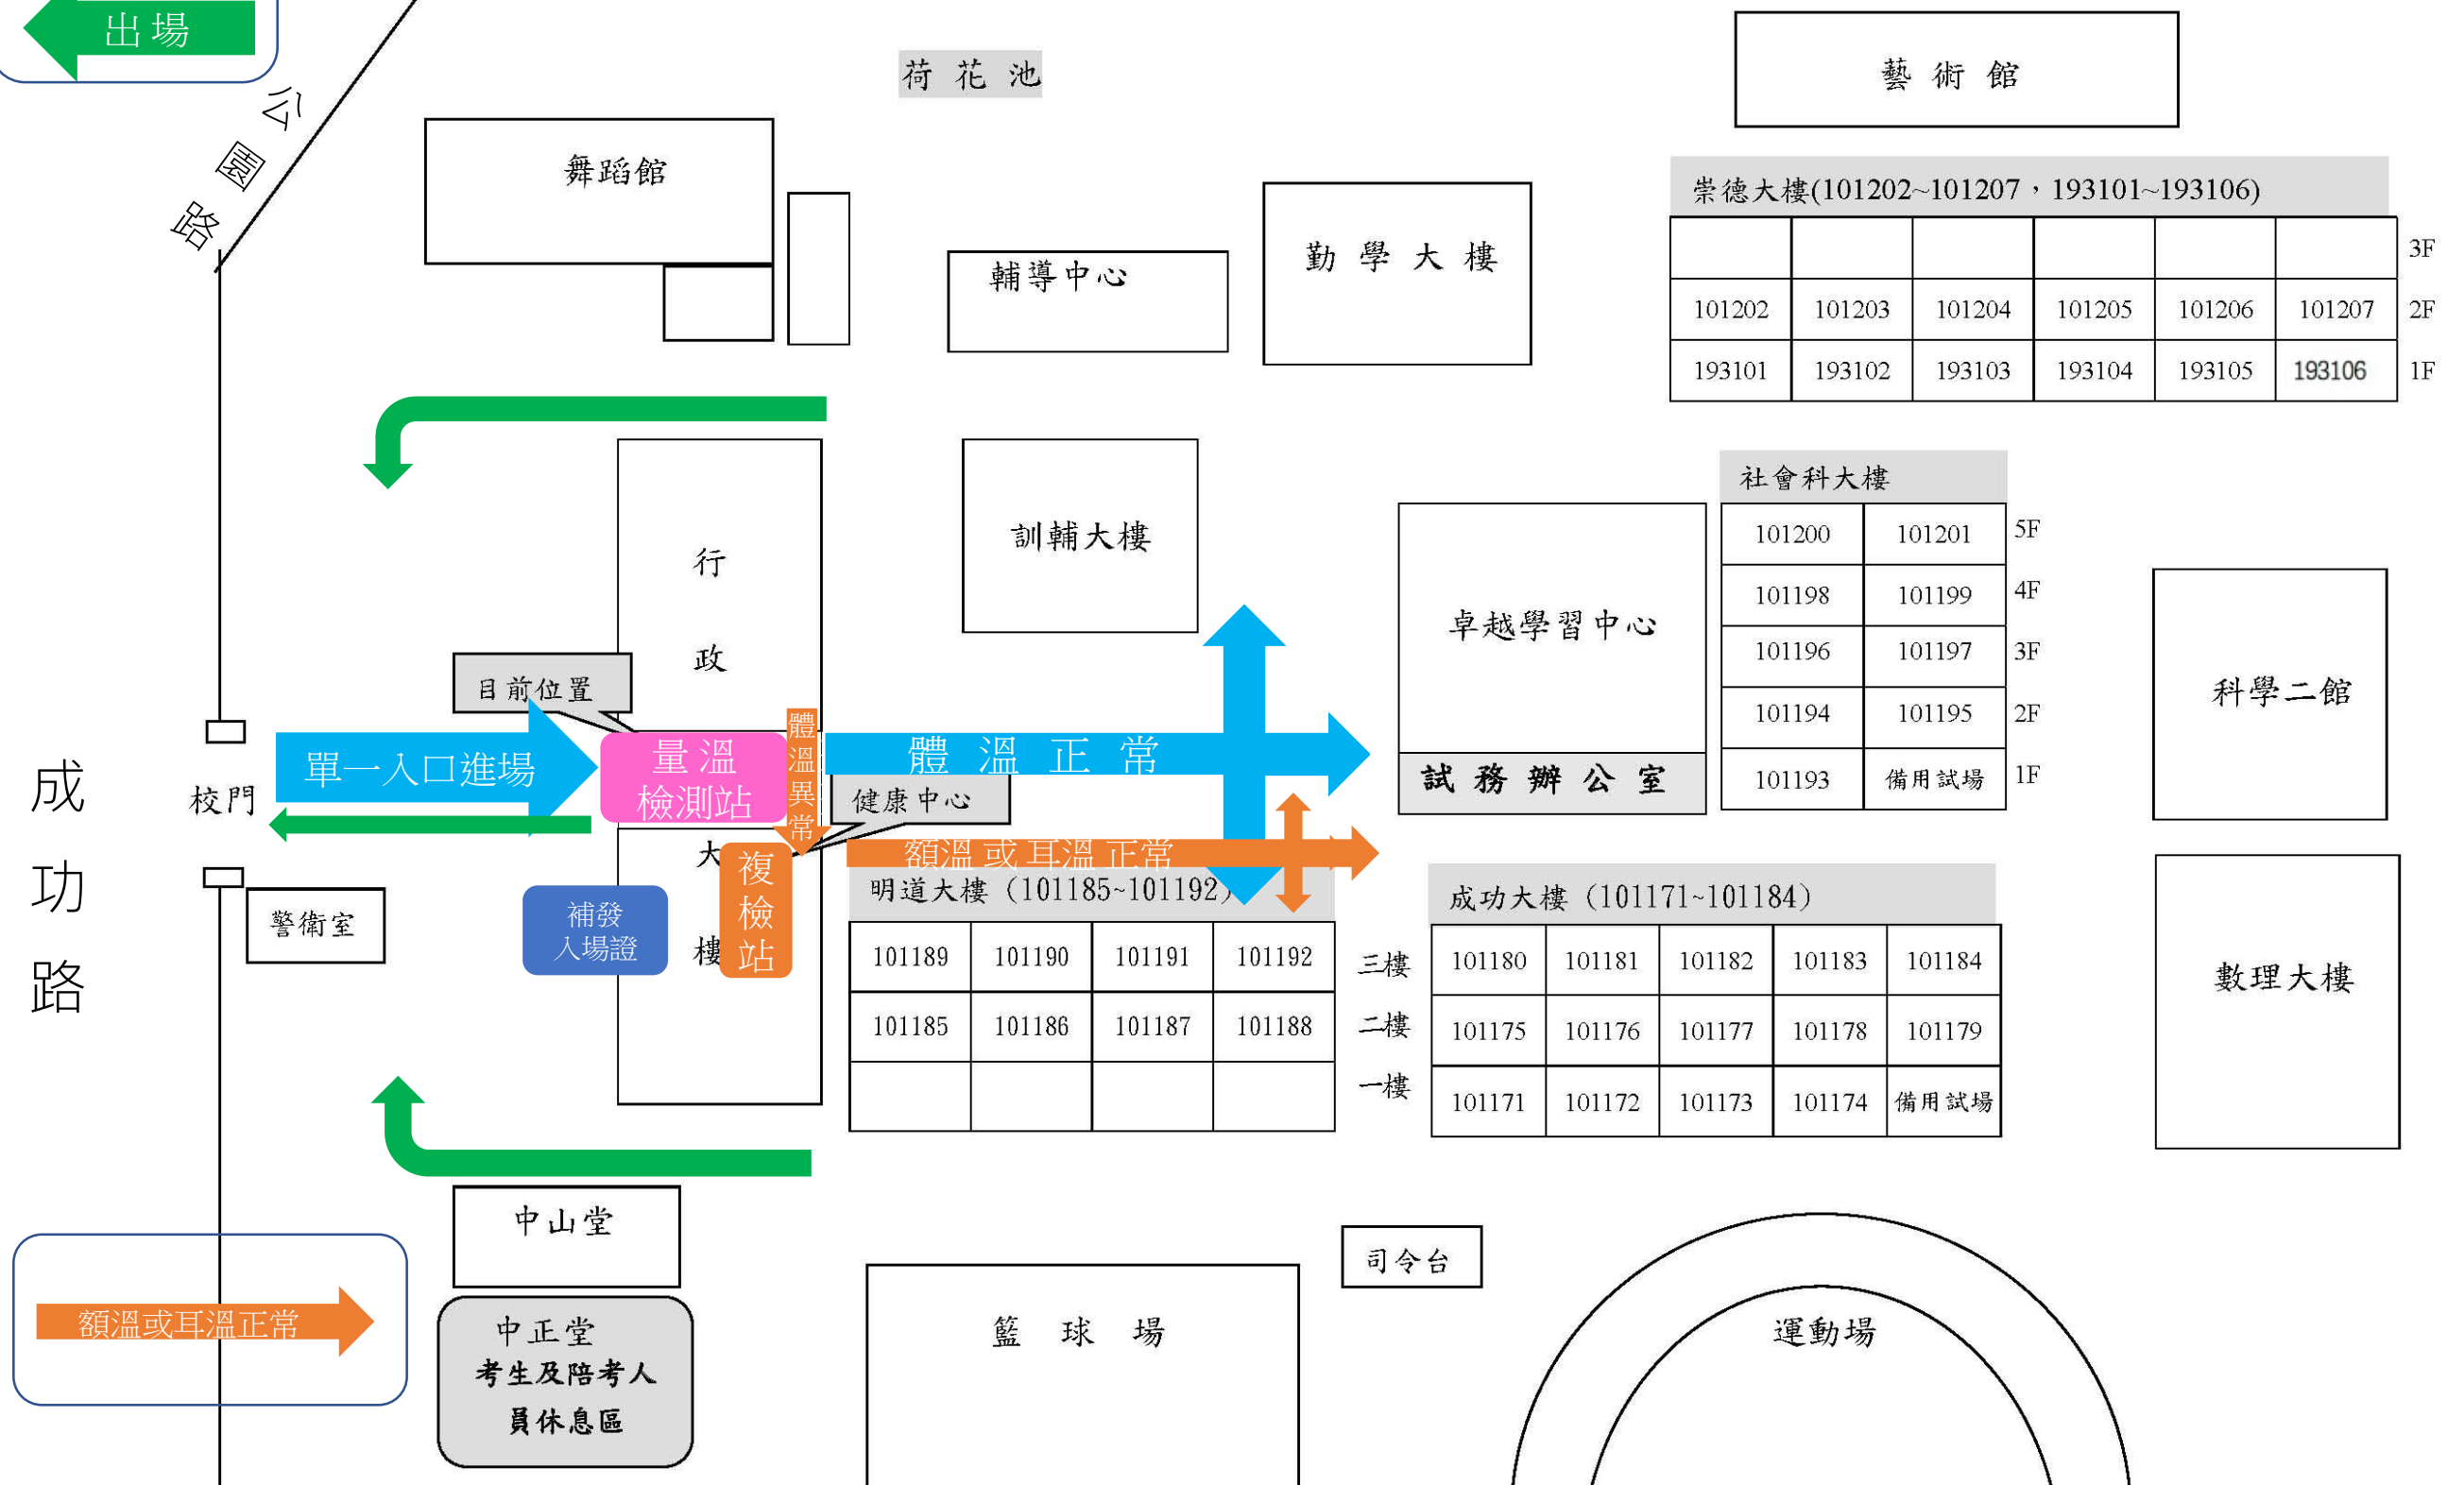 出場
公園路
荷花池
藝術館
舞蹈館
崇德大樓(101202~101207，193101~193106)
3F
101202 101203 101204 101205 101206 101207 2F
193101 193102 193103 193104 193105 193106 1F
輔導中心
勤學大樓
社會科大樓
101200 101201 5F
101198 101199 4F
101196 101197 3F
101194 101195 2F
101193 備用試場 1F
訓輔大樓
卓越學習中心
試務辦公室
科學二館
行政大樓
目前位置
單一入口進場
量溫
檢測站
體溫異常
體溫正常
健康中心
額溫或耳溫正常
校門
成功路
警衛室
補發
入場證
複檢站
明道大樓（101185~101192）
101189 101190 101191 101192
101185 101186 101187 101188
成功大樓（101171~101184）
三樓 101180 101181 101182 101183 101184
二樓 101175 101176 101177 101178 101179
一樓 101171 101172 101173 101174 備用試場
數理大樓
中山堂
司令台
額溫或耳溫正常
中正堂
考生及陪考人
員休息區
籃球場
運動場